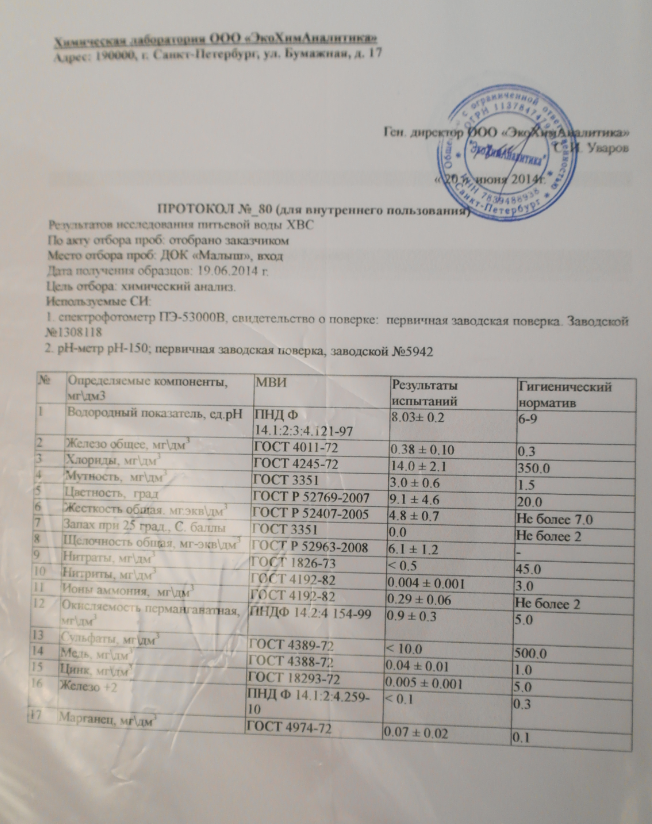 Химическая лаборатория ООО «ЭкоХимАналитика»
Адрес: 190000, г. Санкт-Петербург, ул. Бумажная, д. 17
Ген. директор ООО «ЭкоХимАналитика»
С.И. Уваров
« 20 » июня 2014г.
с ограниченной ответственностью
ОГРН
"ЭкоХимАналитика"
ИНН 7839486938
Санкт-Петербург
ПРОТОКОЛ №_80 (для внутреннего пользования)
Результатов исследования питьевой воды ХВС
По акту отбора проб: отобрано заказчиком
Место отбора проб: ДОК «Малыш», вход
Дата получения образцов: 19.06.2014 г.
Цель отбора: химический анализ.
Используемые СИ:
1. спектрофотометр ПЭ-53000В, свидетельство о поверке: первичная заводская поверка. Заводской
№1308118
2. pH-метр pH-150; первичная заводская поверка, заводской №5942
№ Определяемые компоненты, мг\дм3 МВИ Результаты испытаний Гигиенический норматив
1 Водородный показатель, ед.pH ПНД Ф 14.1:2:3:4.121-97 8.03± 0.2 6-9
2 Железо общее, мг\дм3 ГОСТ 4011-72 0.38 ± 0.10 0.3
3 Хлориды, мг\дм3 ГОСТ 4245-72 14.0 ± 2.1 350.0
4 Мутность, мг\дм3 ГОСТ 3351 3.0 ± 0.6 1.5
5 Цветность, град ГОСТ Р 52769-2007 9.1 ± 4.6 20.0
6 Жесткость общая, мг.экв\дм3 ГОСТ Р 52407-2005 4.8 ± 0.7 Не более 7.0
7 Запах при 25 град., С. баллы ГОСТ 3351 0.0 Не более 2
8 Щелочность общая, мг-экв\дм3 ГОСТ Р 52963-2008 6.1 ± 1.2 -
9 Нитраты, мг\дм3 ГОСТ 1826-73 < 0.5 45.0
10 Нитриты, мг\дм3 ГОСТ 4192-82 0.004 ± 0.001 3.0
11 Ионы аммония, мг\дм3 ГОСТ 4192-82 0.29 ± 0.06 Не более 2
12 Окисляемость перманганатная, мг\дм3 ПНДФ 14.2:4 154-99 0.9 ± 0.3 5.0
13 Сульфаты, мг\дм3 ГОСТ 4389-72 < 10.0 500.0
14 Медь, мг\дм3 ГОСТ 4388-72 0.04 ± 0.01 1.0
15 Цинк, мг\дм3 ГОСТ 18293-72 0.005 ± 0.001 5.0
16 Железо +2 ПНД Ф 14.1:2:4.259-10 < 0.1 0.3
17 Марганец, мг\дм3 ГОСТ 4974-72 0.07 ± 0.02 0.1